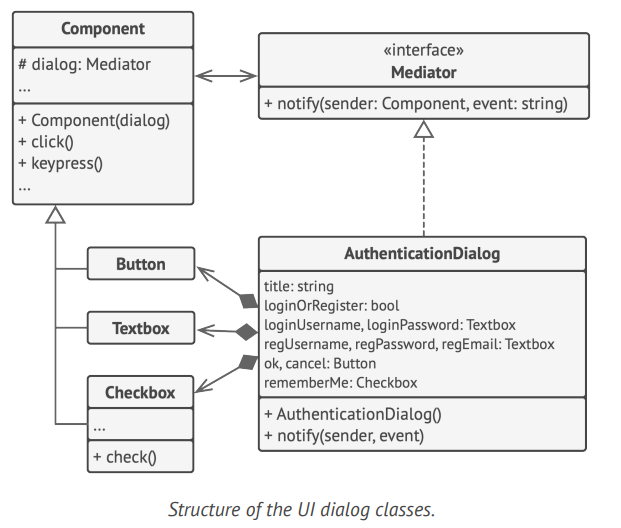 Component
# dialog: Mediator
...
+ Component(dialog)
+ click()
+ keypress()
...
«interface»
Mediator
+ notify(sender: Component, event: string)
Button
Textbox
Checkbox
...
+ check()
AuthenticationDialog
title: string
loginOrRegister: bool
loginUsername, loginPassword: Textbox
regUsername, regPassword, regEmail: Textbox
ok, cancel: Button
rememberMe: Checkbox
+ AuthenticationDialog()
+ notify(sender, event)
Structure of the UI dialog classes.